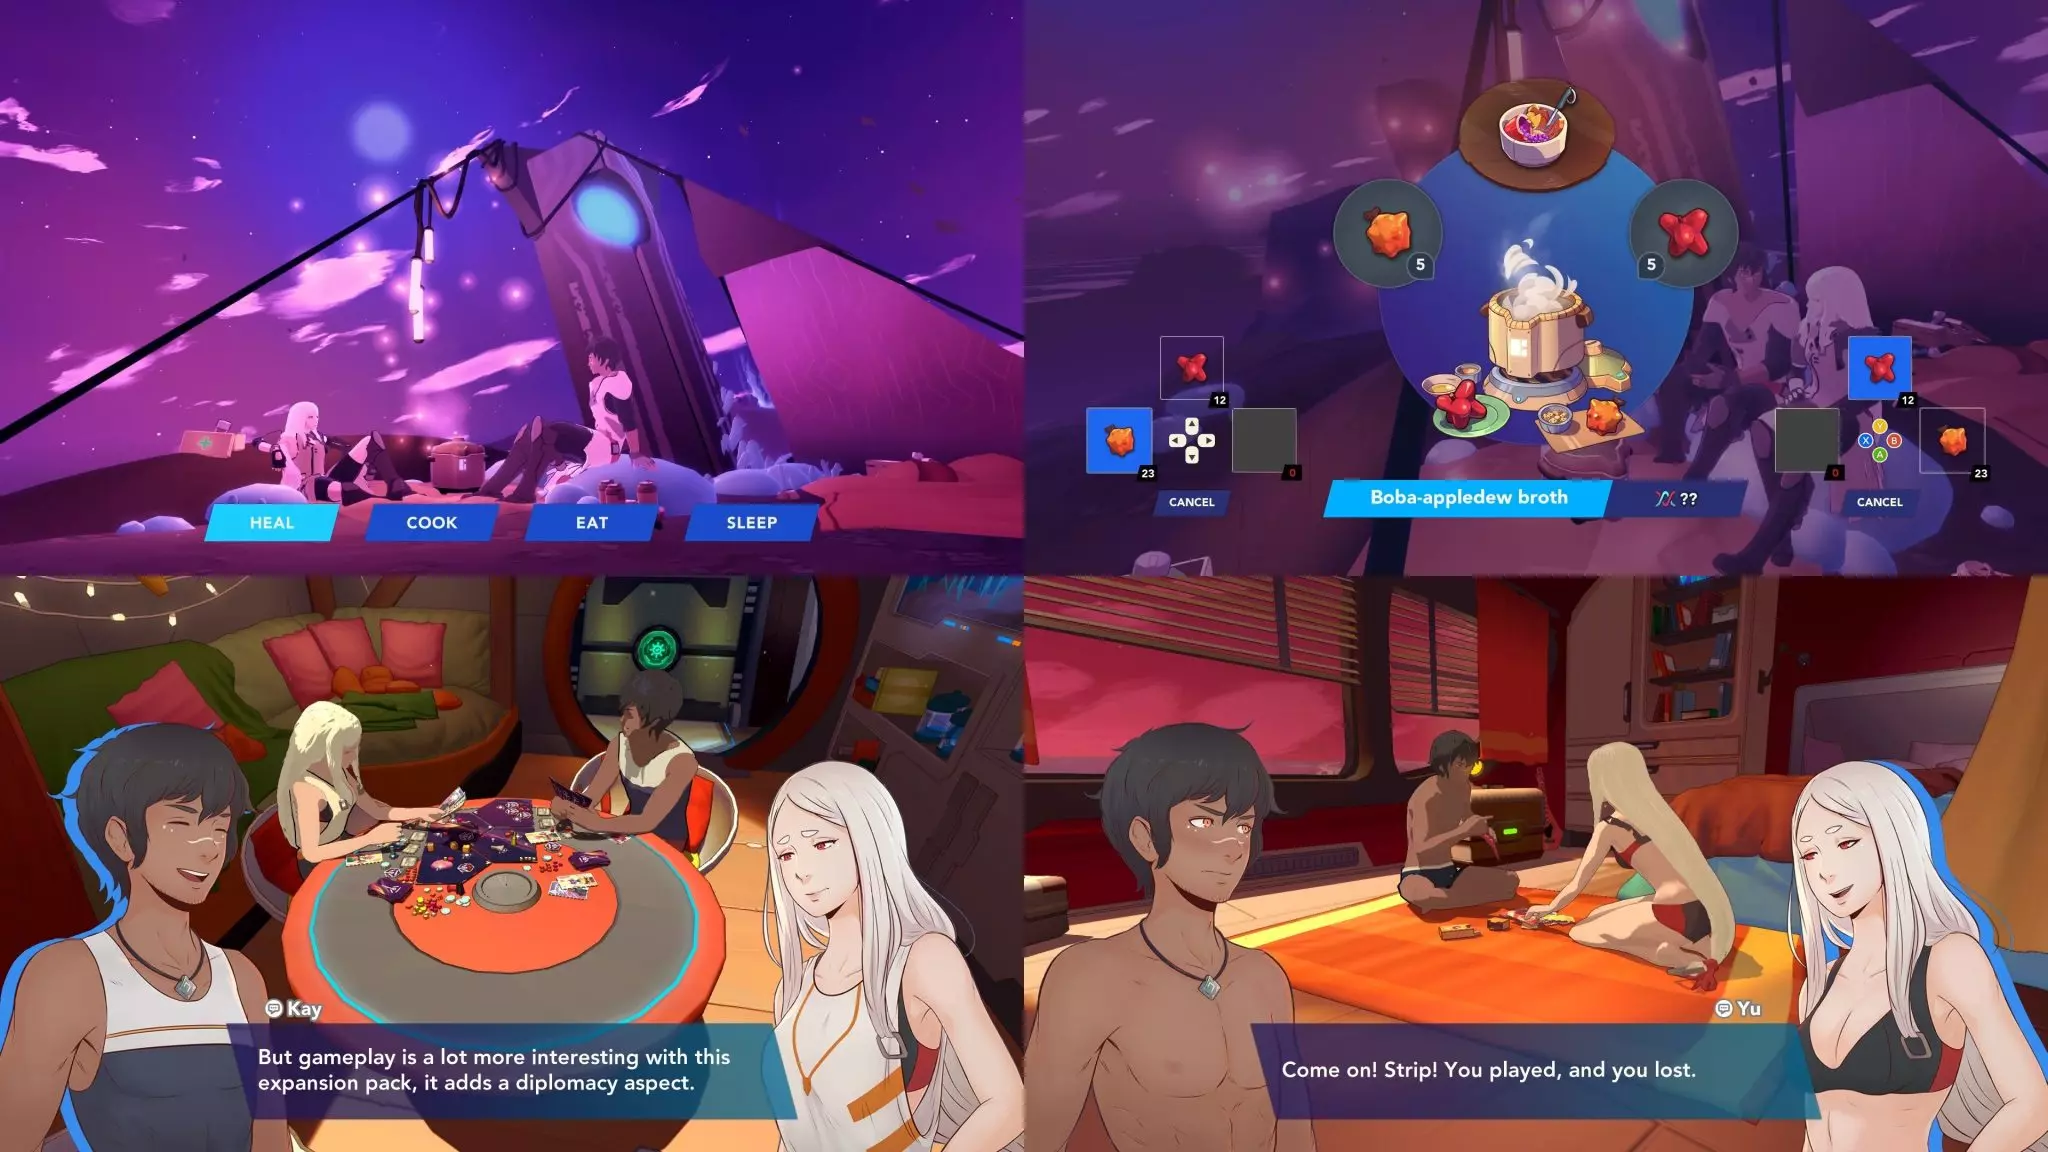 HEAL
COOK
EAT
SLEEP
5
5
12
23
0
CANCEL
Boba-appledew broth
??
12
Y
X
B
A
0
23
CANCEL
Kay
But gameplay is a lot more interesting with this
expansion pack, it adds a diplomacy aspect.
Yu
Come on! Strip! You played, and you lost.